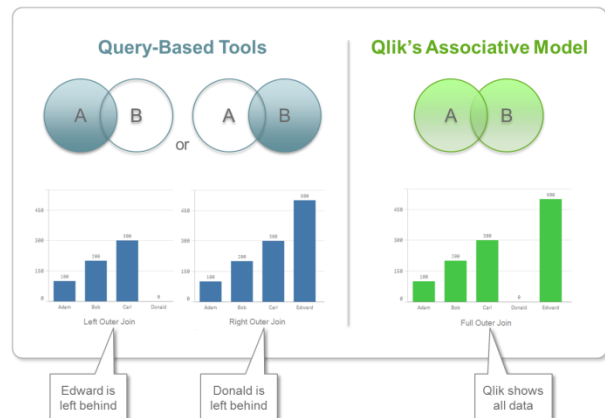 Query-Based Tools
Qlik's Associative Model
A
B
or
A
B
A
B
450
300
150
0
100
200
300
0
Adam
Bob
Carl
Donald
Left Outer Join
450
300
150
0
100
200
300
Adam
Bob
Carl
Edward
Right Outer Join
450
300
150
0
100
200
300
0
Adam
Bob
Carl
Donald
Edward
Full Outer Join
Edward is
left behind
Donald is
left behind
Qlik shows
all data